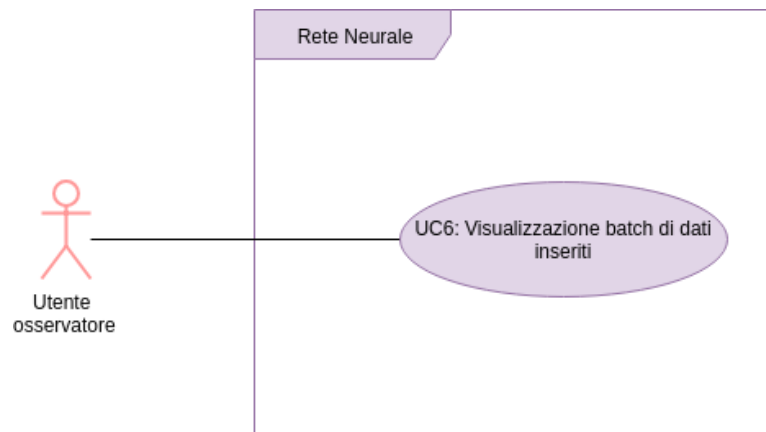 Rete Neurale
UC6: Visualizzazione batch di dati
inseriti
Utente
osservatore